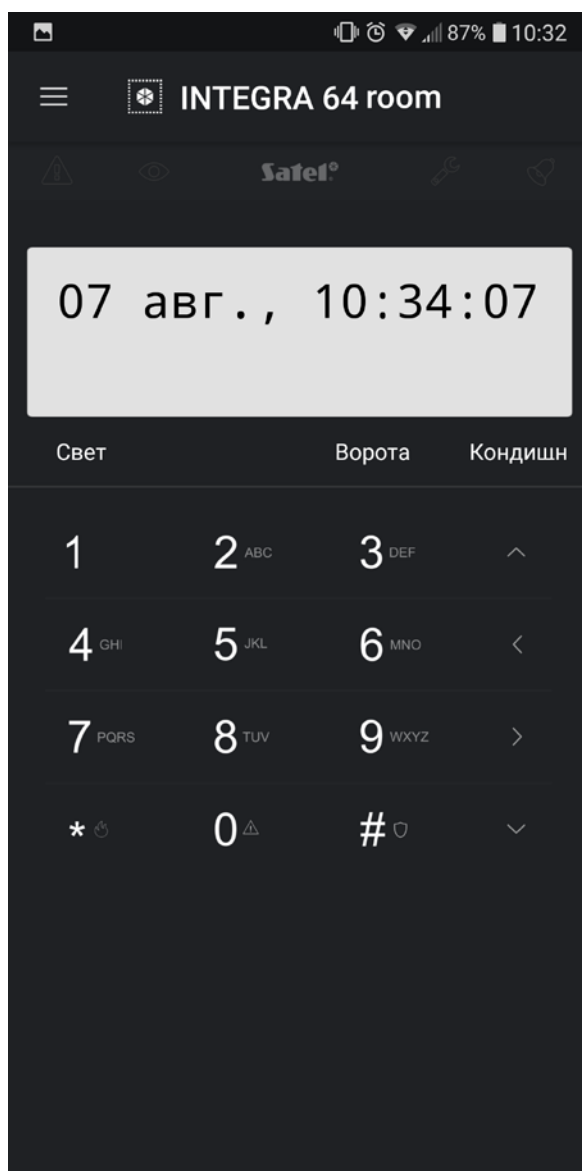 87% 10:32
INTEGRA 64 room
Satel®
07 авг., 10:34:07
Свет Ворота Кондишн
1 2 ABC 3 DEF
4 GHI 5 JKL 6 MNO
7 PQRS 8 TUV 9 WXYZ
* 0 #